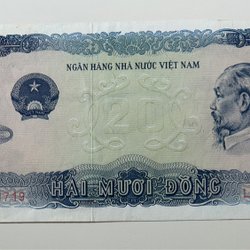 NGÂN HÀNG NHÀ NƯỚC VIỆT NAM
20
HAI MƯƠI ĐỒNG